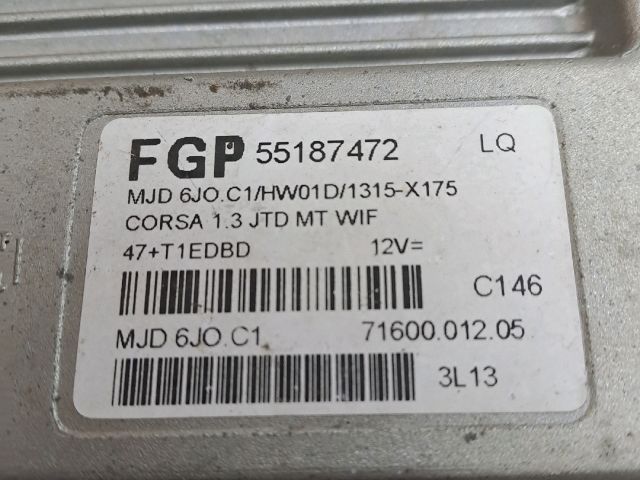 FGP 55187472 LQ
MJD 6JO.C1/HW01D/1315-X175
CORSA 1.3 JTD MT WIF
47+T1EDBD 12V=
C146
MJD 6JO.C1 71600.012.05
3L13